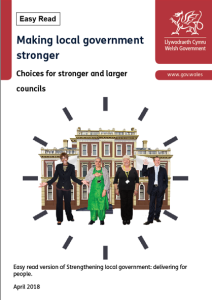 Easy Read
Making local government
stronger
Choices for stronger and larger
councils
Llywodraeth Cymru
Welsh Government
www.gov.wales
Easy read version of Strengthening local government: delivering for
people.
April 2018